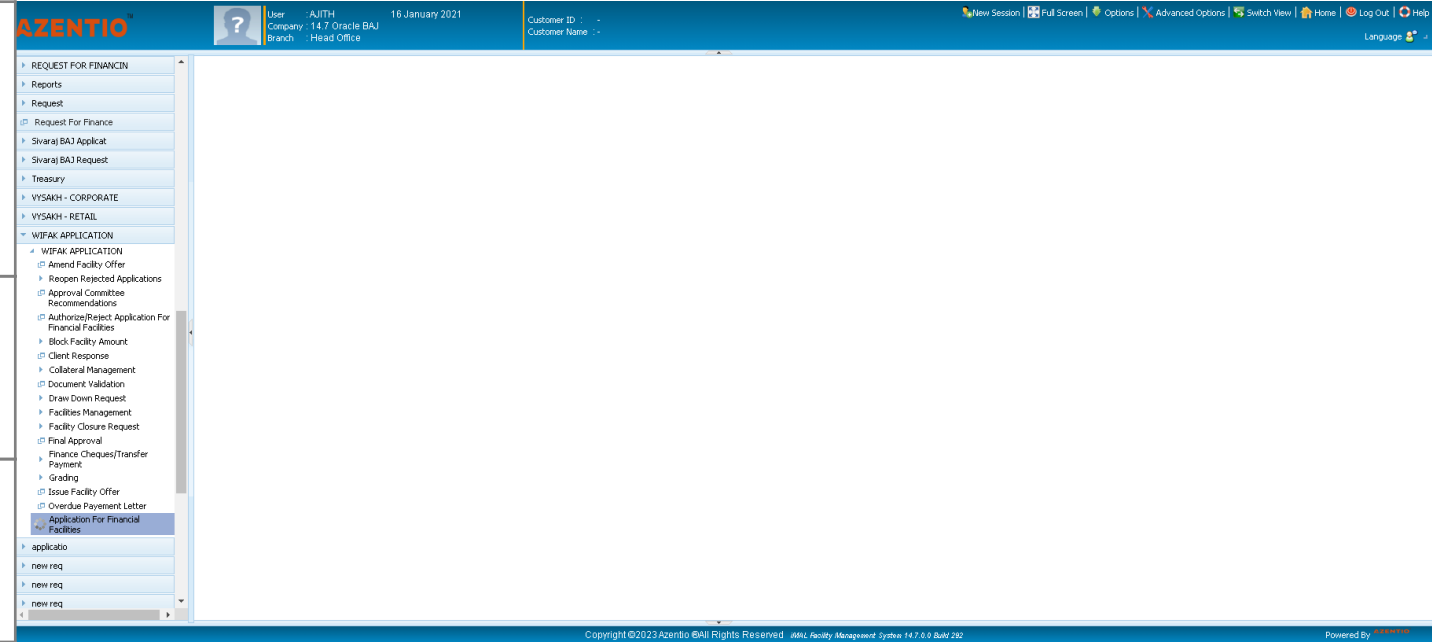 AZENTIO™
?
User : AJITH 16 January 2021
Company : 14.7 Oracle BAJ
Branch : Head Office
Customer ID : -
Customer Name : -
New Session | Full Screen | Options | Advanced Options | Switch View | Home | Log Out | Help
Language
REQUEST FOR FINANCIN
Reports
Request
Request For Finance
Sivaraj BAJ Applicat
Sivaraj BAJ Request
Treasury
VYSAKH - CORPORATE
VYSAKH - RETAIL
WIFAK APPLICATION
WIFAK APPLICATION
Amend Facility Offer
Reopen Rejected Applications
Approval Committee
Recommendations
Authorize/Reject Application For
Financial Facilities
Block Facility Amount
Client Response
Collateral Management
Document Validation
Draw Down Request
Facilities Management
Facility Closure Request
Final Approval
Finance Cheques/Transfer
Payment
Grading
Issue Facility Offer
Overdue Payement Letter
Application For Financial
Facilities
applicatio
new req
new req
new req
Copyright ©2023 Azentio ®All Rights Reserved iMAL Facility Management System 14.7.0.0 Build 292
Powered By AZENTIO